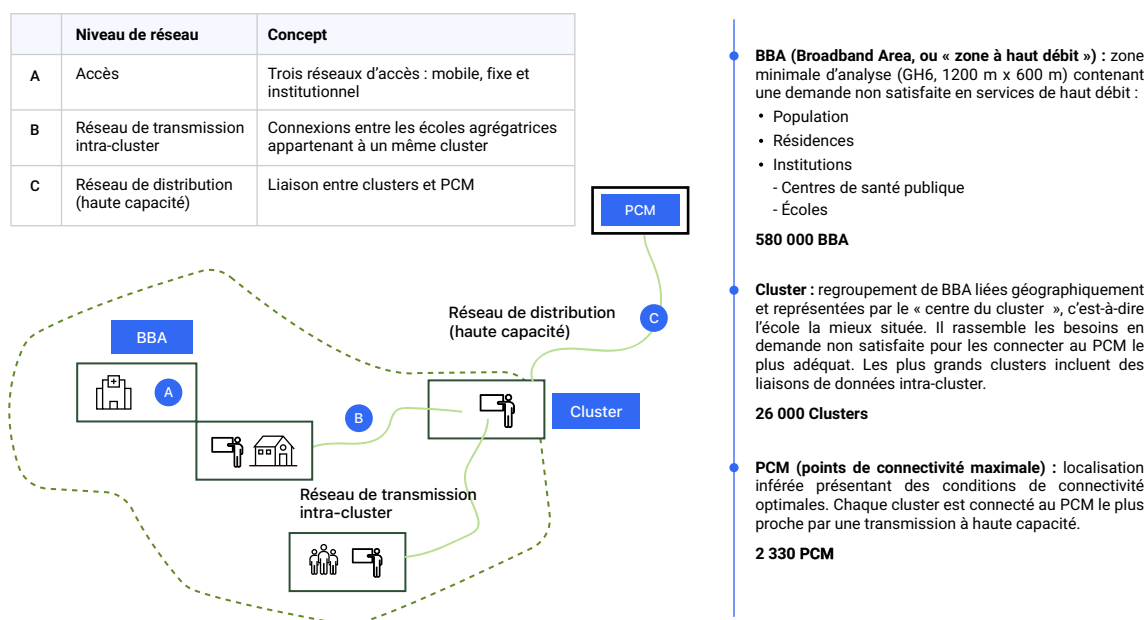 Niveau de réseau
Concept
A
Accès
Trois réseaux d'accès : mobile, fixe et
institutionnel
B
Réseau de transmission
intra-cluster
Connexions entre les écoles agrégatrices
appartenant à un même cluster
C
Réseau de distribution
(haute capacité)
Liaison entre clusters et PCM
PCM
Réseau de distribution
(haute capacité)
C
BBA
A
B
Cluster
Réseau de transmission
intra-cluster
BBA (Broadband Area, ou « zone à haut débit ») : zone
minimale d'analyse (GH6, 1200 m x 600 m) contenant
une demande non satisfaite en services de haut débit :
• Population
• Résidences
• Institutions
- Centres de santé publique
- Écoles
580 000 BBA
Cluster : regroupement de BBA liées géographiquement
et représentées par le « centre du cluster », c'est-à-dire
l'école la mieux située. Il rassemble les besoins en
demande non satisfaite pour les connecter au PCM le
plus adéquat. Les plus grands clusters incluent des
liaisons de données intra-cluster.
26 000 Clusters
PCM (points de connectivité maximale) : localisation
inférée présentant des conditions de connectivité
optimales. Chaque cluster est connecté au PCM le plus
proche par une transmission à haute capacité.
2 330 PCM